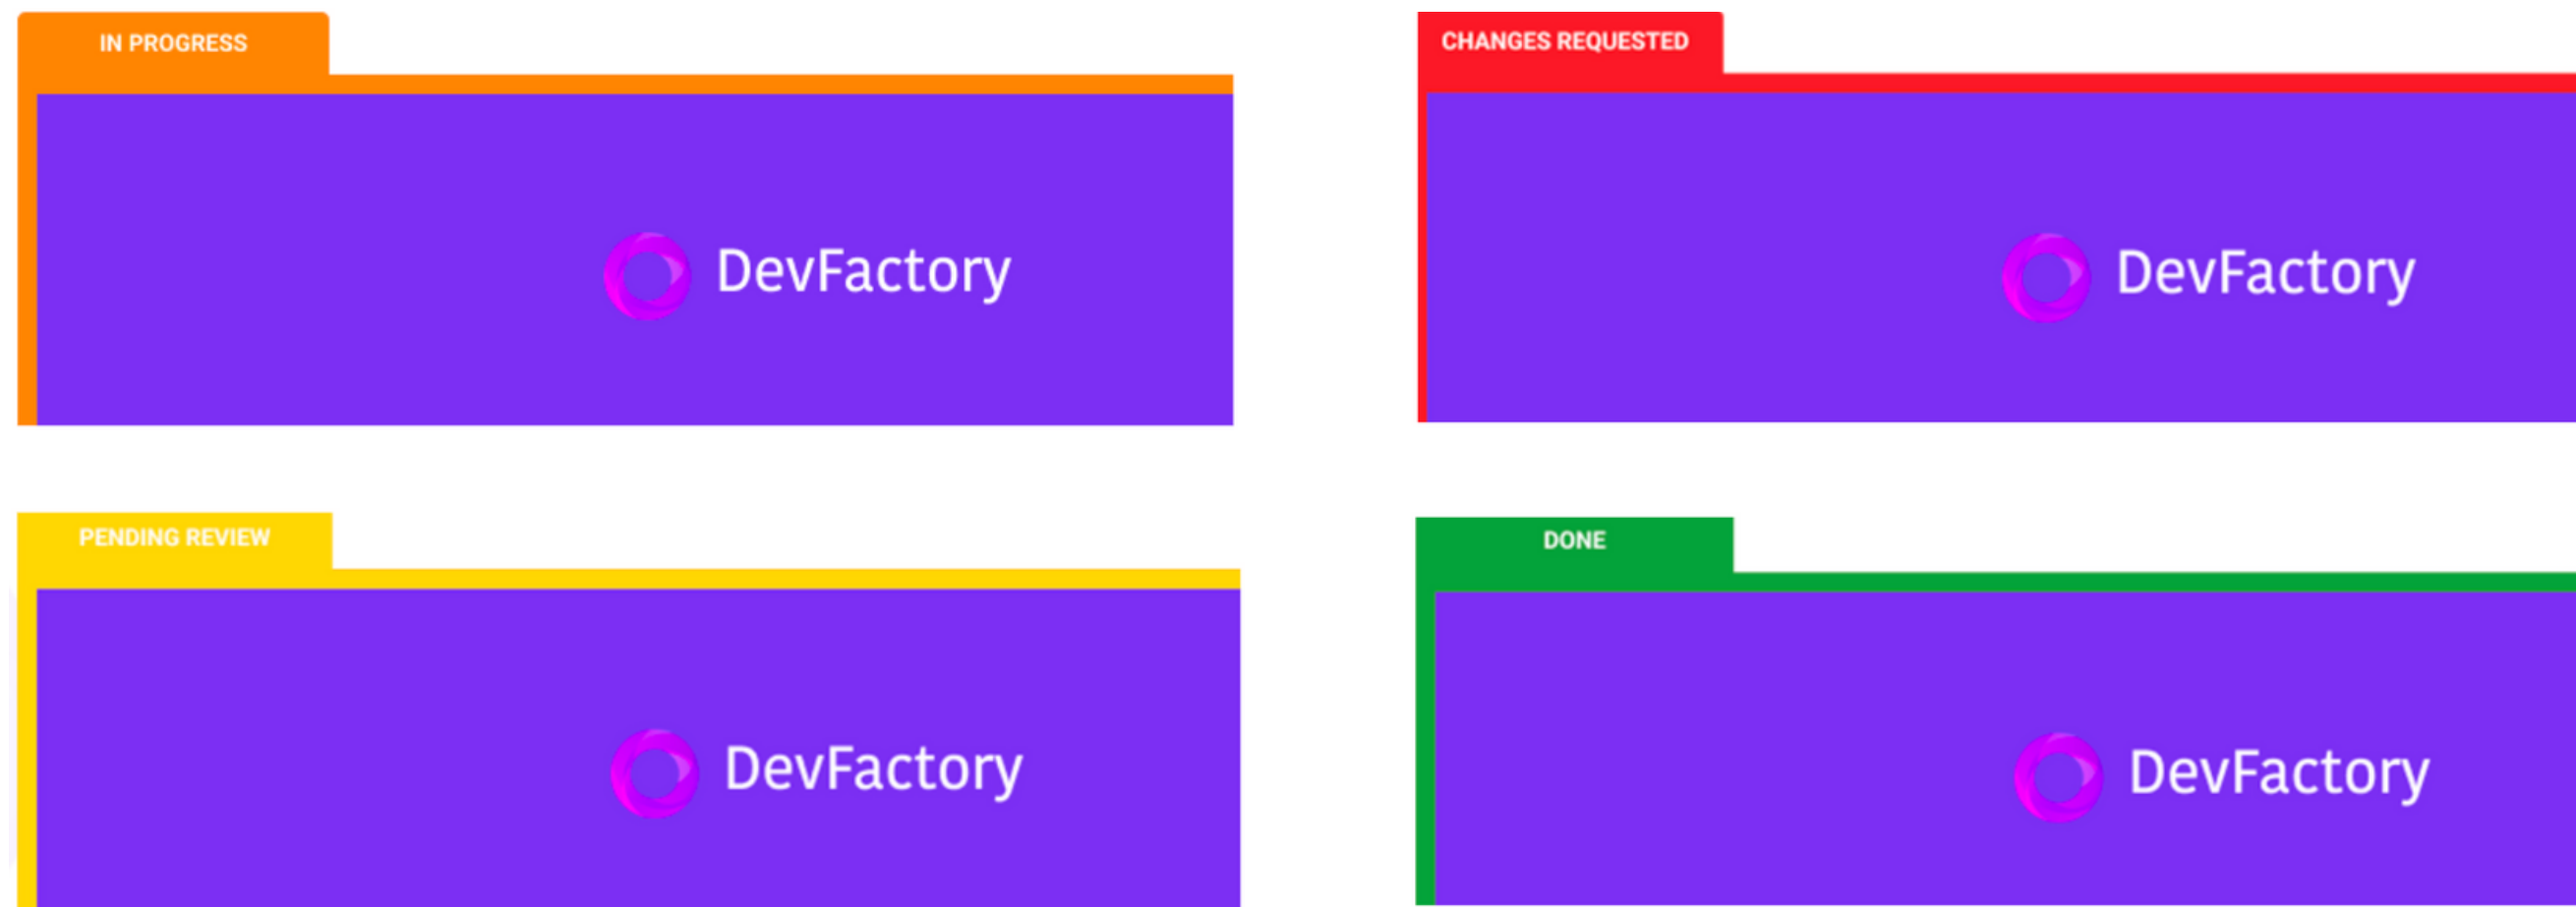 IN PROGRESS
CHANGES REQUESTED
DevFactory
DevFactory
PENDING REVIEW
DONE
DevFactory
DevFactory